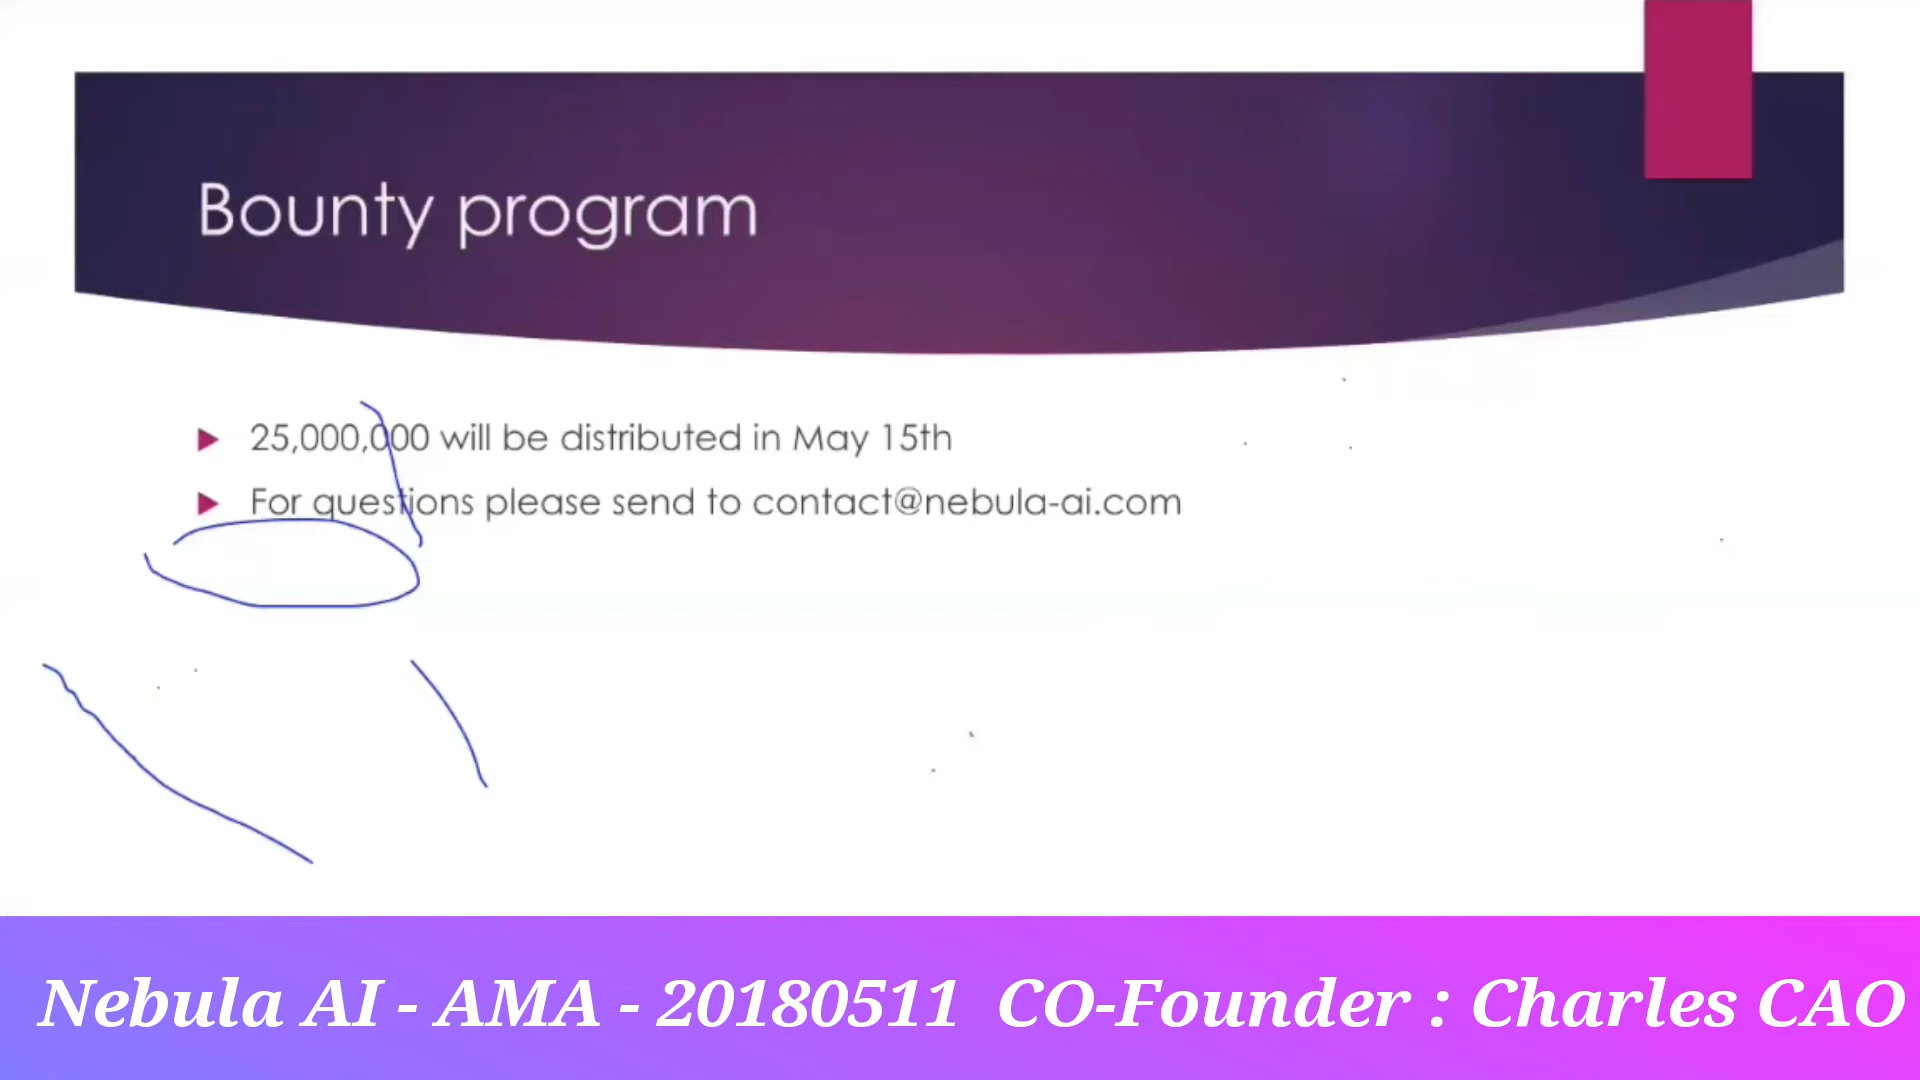 Bounty program
25,000,000 will be distributed in May 15th
For questions please send to contact@nebula-ai.com
Nebula AI - AMA - 20180511  CO-Founder : Charles CAO